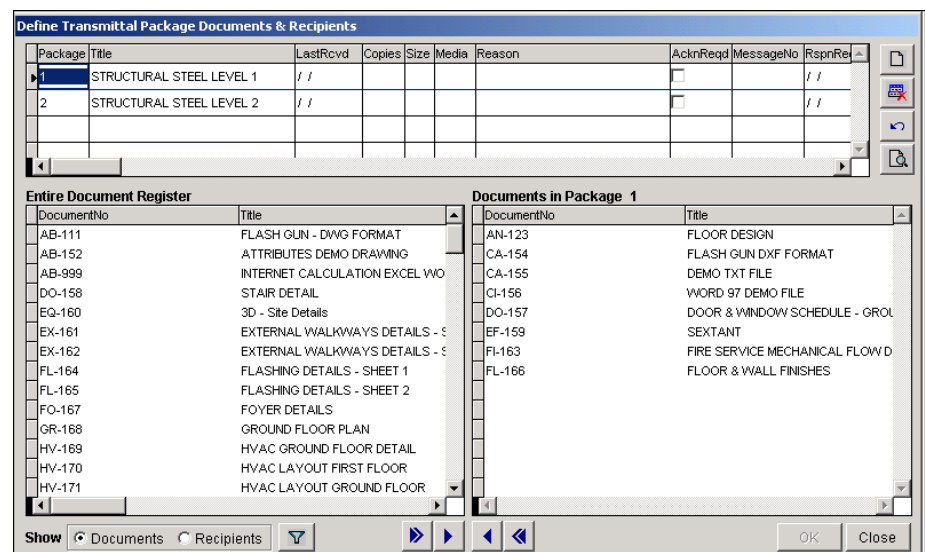 Define Transmittal Package Documents & Recipients
Package Title LastRcvd Copies Size Media Reason AcknReqd MessageNo RspnRe
1 STRUCTURAL STEEL LEVEL 1 / / / /
2 STRUCTURAL STEEL LEVEL 2 / / / /
Entire Document Register
DocumentNo Title
AB-111 FLASH GUN - DWG FORMAT
AB-152 ATTRIBUTES DEMO DRAWING
AB-999 INTERNET CALCULATION EXCEL WO
DO-158 STAIR DETAIL
EQ-160 3D - Site Details
EX-161 EXTERNAL WALKWAYS DETAILS - S
EX-162 EXTERNAL WALKWAYS DETAILS - S
FL-164 FLASHING DETAILS - SHEET 1
FL-165 FLASHING DETAILS - SHEET 2
FO-167 FOYER DETAILS
GR-168 GROUND FLOOR PLAN
HV-169 HVAC GROUND FLOOR DETAIL
HV-170 HVAC LAYOUT FIRST FLOOR
HV-171 HVAC LAYOUT GROUND FLOOR
Documents in Package 1
DocumentNo Title
AN-123 FLOOR DESIGN
CA-154 FLASH GUN DXF FORMAT
CA-155 DEMO TXT FILE
CI-156 WORD 97 DEMO FILE
DO-157 DOOR & WINDOW SCHEDULE - GROU
EF-159 SEXTANT
FI-163 FIRE SERVICE MECHANICAL FLOW D
FL-166 FLOOR & WALL FINISHES
Show Documents Recipients
OK Close